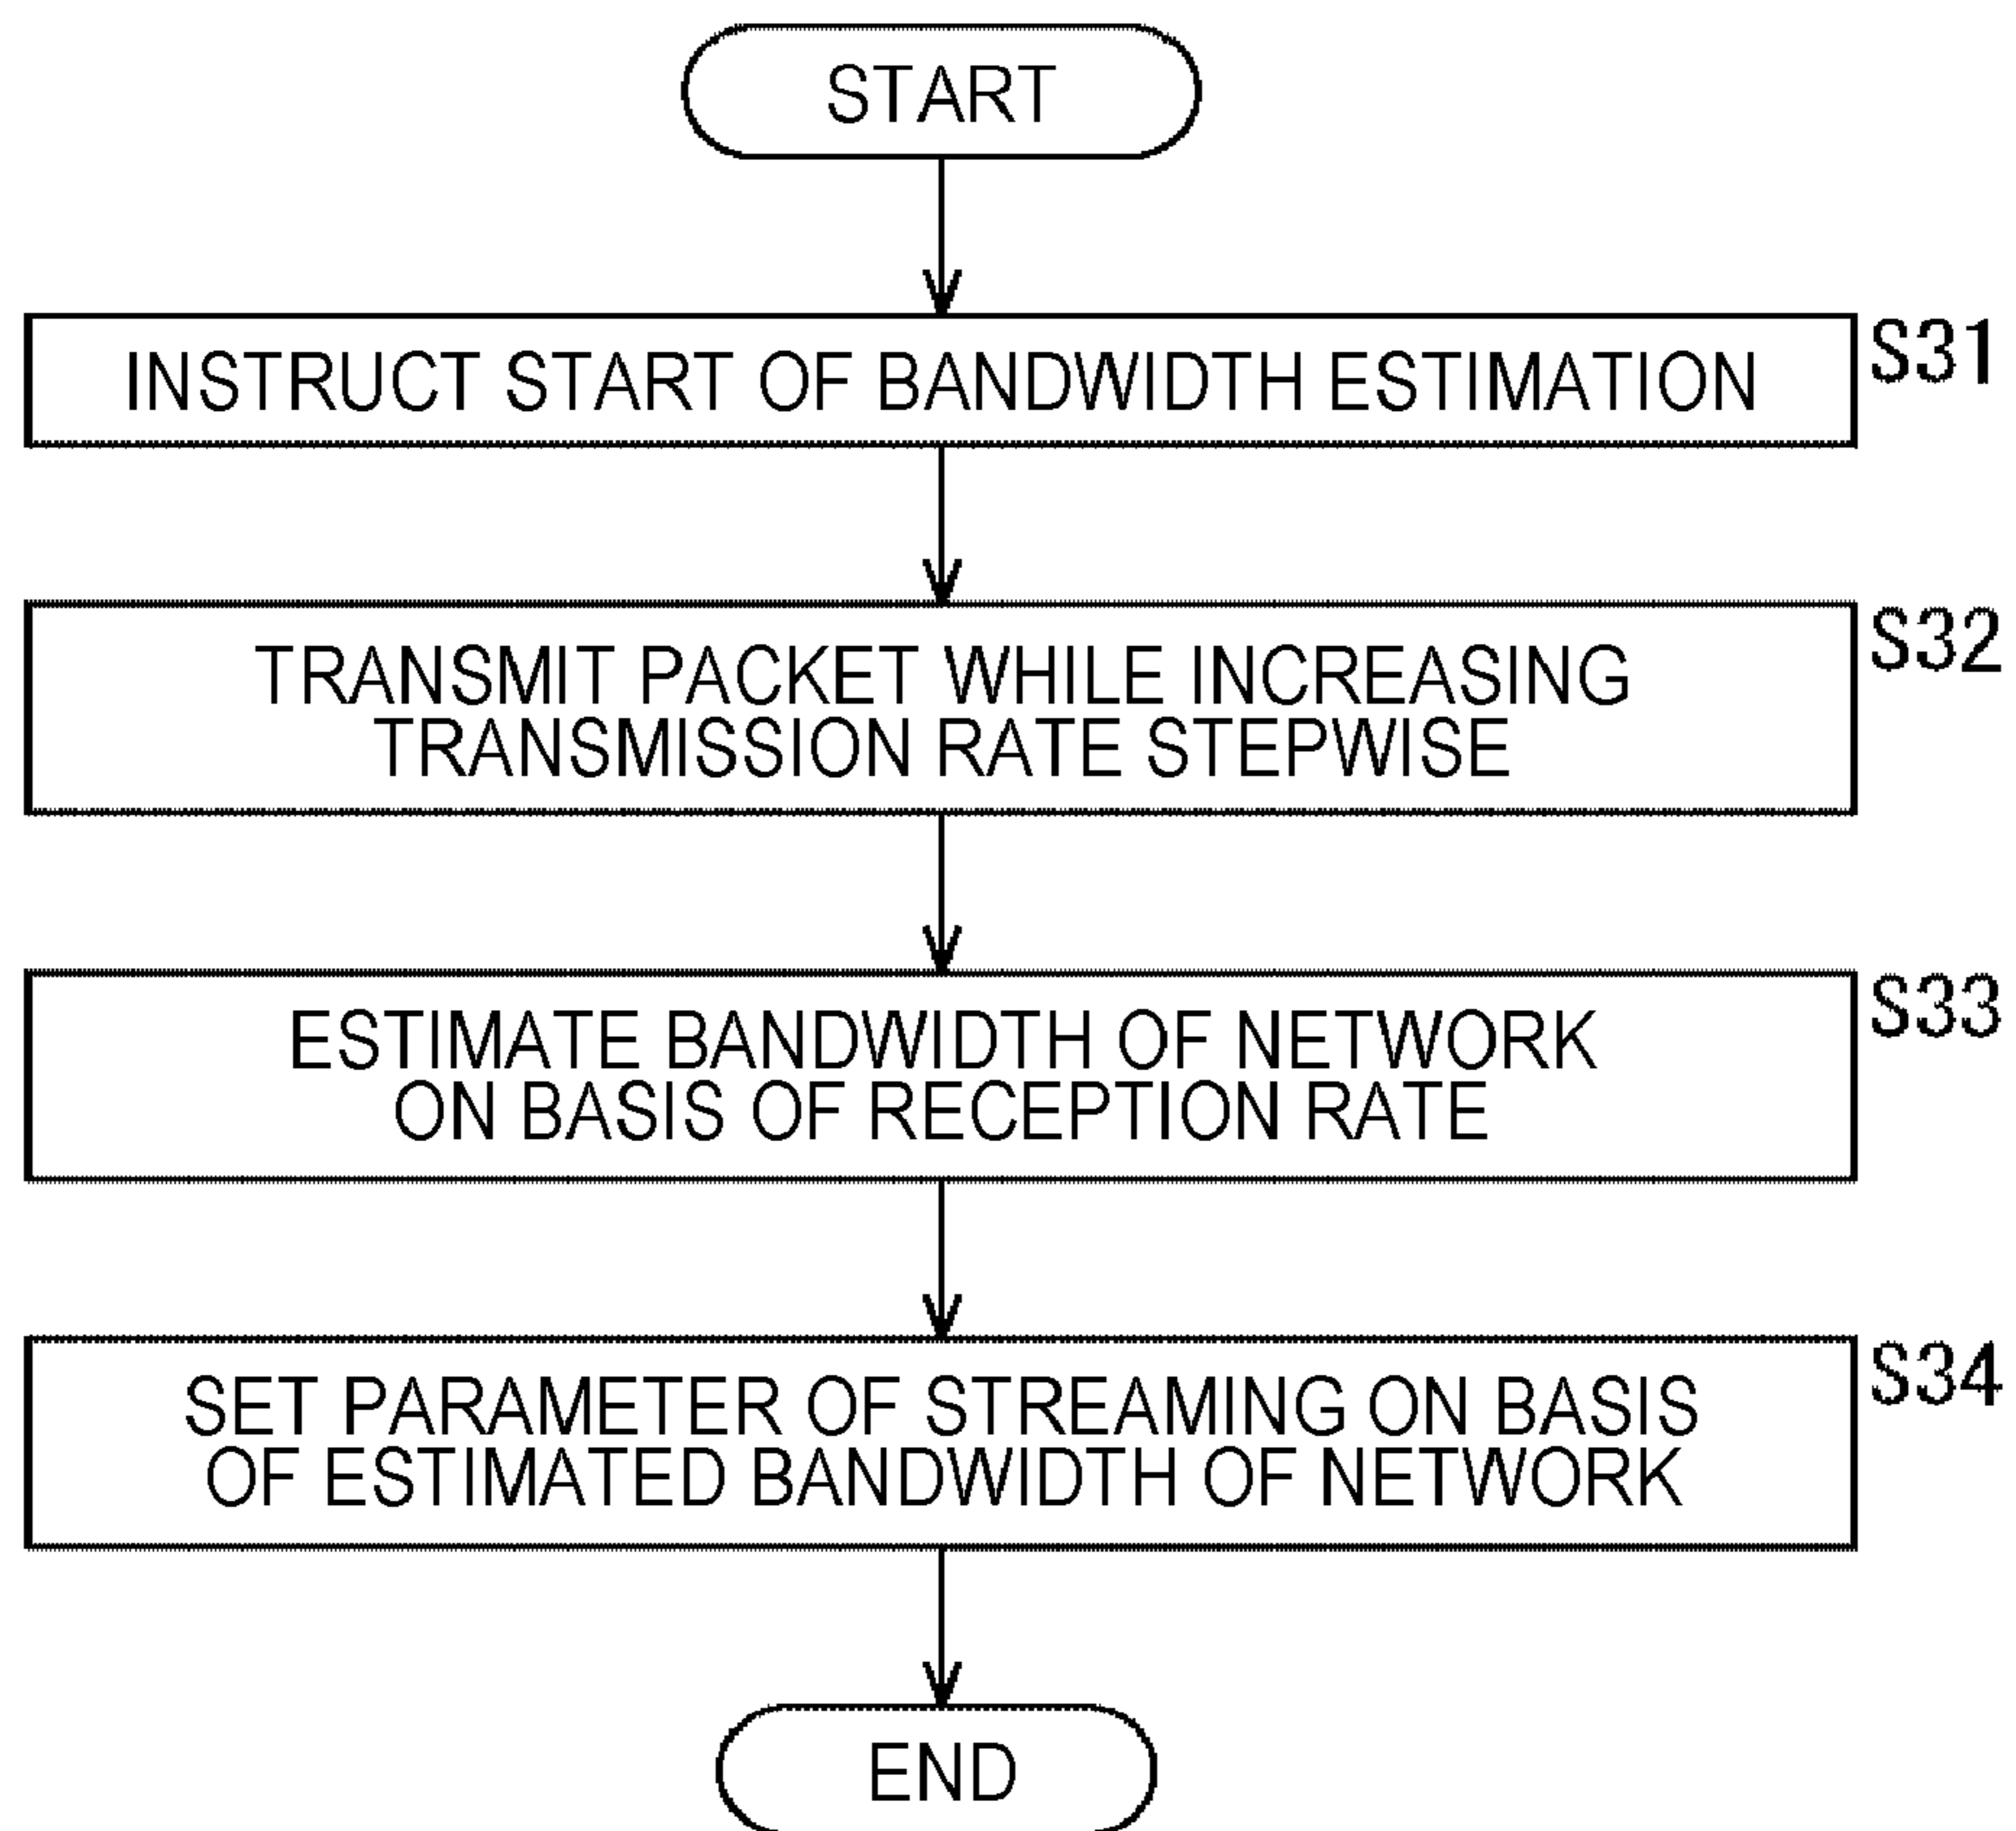 START
INSTRUCT START OF BANDWIDTH ESTIMATION
S31
TRANSMIT PACKET WHILE INCREASING
TRANSMISSION RATE STEPWISE
S32
ESTIMATE BANDWIDTH OF NETWORK
ON BASIS OF RECEPTION RATE
S33
SET PARAMETER OF STREAMING ON BASIS
OF ESTIMATED BANDWIDTH OF NETWORK
S34
END